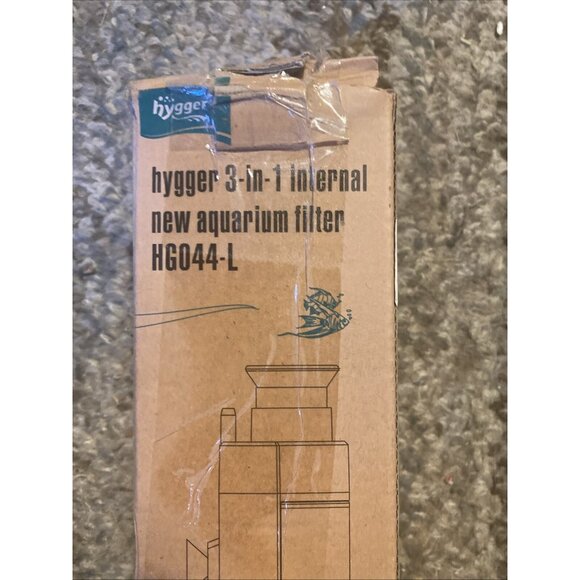 hygger
hygger 3-in-1 internal
new aquarium filter
HG044-L